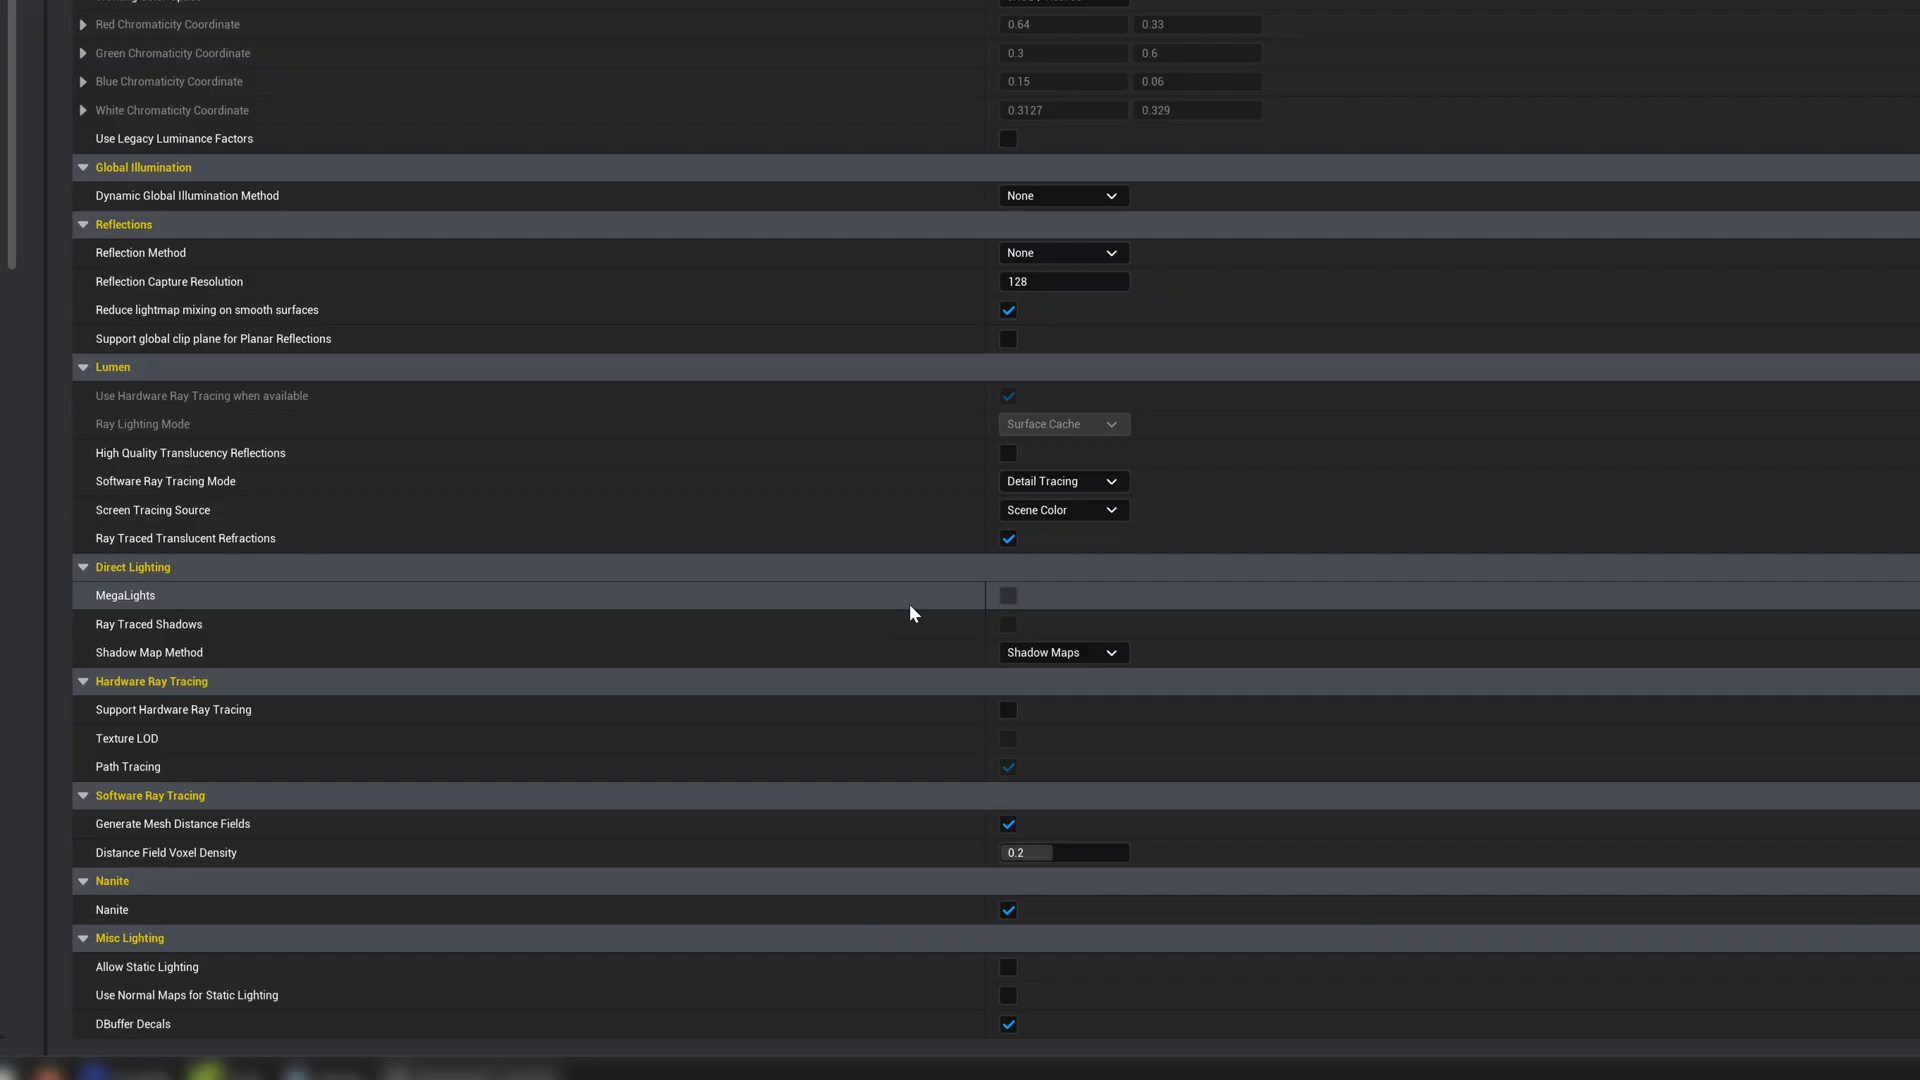 Red Chromaticity Coordinate 0.64 0.33
Green Chromaticity Coordinate 0.3 0.6
Blue Chromaticity Coordinate 0.15 0.06
White Chromaticity Coordinate 0.3127 0.329
Use Legacy Luminance Factors
Global Illumination
Dynamic Global Illumination Method None
Reflections
Reflection Method None
Reflection Capture Resolution 128
Reduce lightmap mixing on smooth surfaces
Support global clip plane for Planar Reflections
Lumen
Use Hardware Ray Tracing when available
Ray Lighting Mode Surface Cache
High Quality Translucency Reflections
Software Ray Tracing Mode Detail Tracing
Screen Tracing Source Scene Color
Ray Traced Translucent Refractions
Direct Lighting
MegaLights
Ray Traced Shadows
Shadow Map Method Shadow Maps
Hardware Ray Tracing
Support Hardware Ray Tracing
Texture LOD
Path Tracing
Software Ray Tracing
Generate Mesh Distance Fields
Distance Field Voxel Density 0.2
Nanite
Nanite
Misc Lighting
Allow Static Lighting
Use Normal Maps for Static Lighting
DBuffer Decals